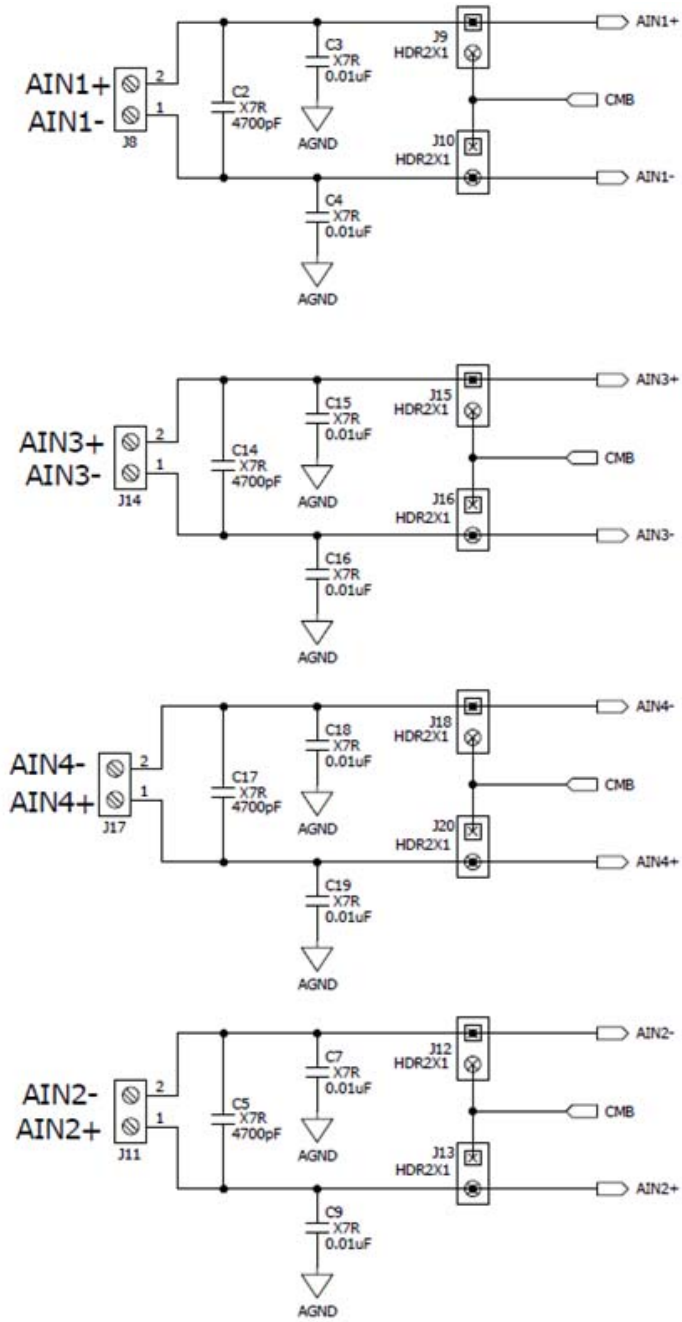 AIN1+
C3
X7R
0.01uF
J9
HDR2X1
AIN1+
AIN1-
2
1
J8
C2
X7R
4700pF
AGND
CMB
J10
HDR2X1
AIN1-
C4
X7R
0.01uF
AGND
AIN3+
C15
X7R
0.01uF
J15
HDR2X1
AIN3+
AIN3-
2
1
J14
C14
X7R
4700pF
AGND
CMB
J16
HDR2X1
AIN3-
C16
X7R
0.01uF
AGND
AIN4-
C18
X7R
0.01uF
J18
HDR2X1
AIN4-
AIN4+
2
1
J17
C17
X7R
4700pF
AGND
CMB
J20
HDR2X1
AIN4+
C19
X7R
0.01uF
AGND
AIN2-
C7
X7R
0.01uF
J12
HDR2X1
AIN2-
AIN2+
2
1
J11
C5
X7R
4700pF
AGND
CMB
J13
HDR2X1
AIN2+
C9
X7R
0.01uF
AGND